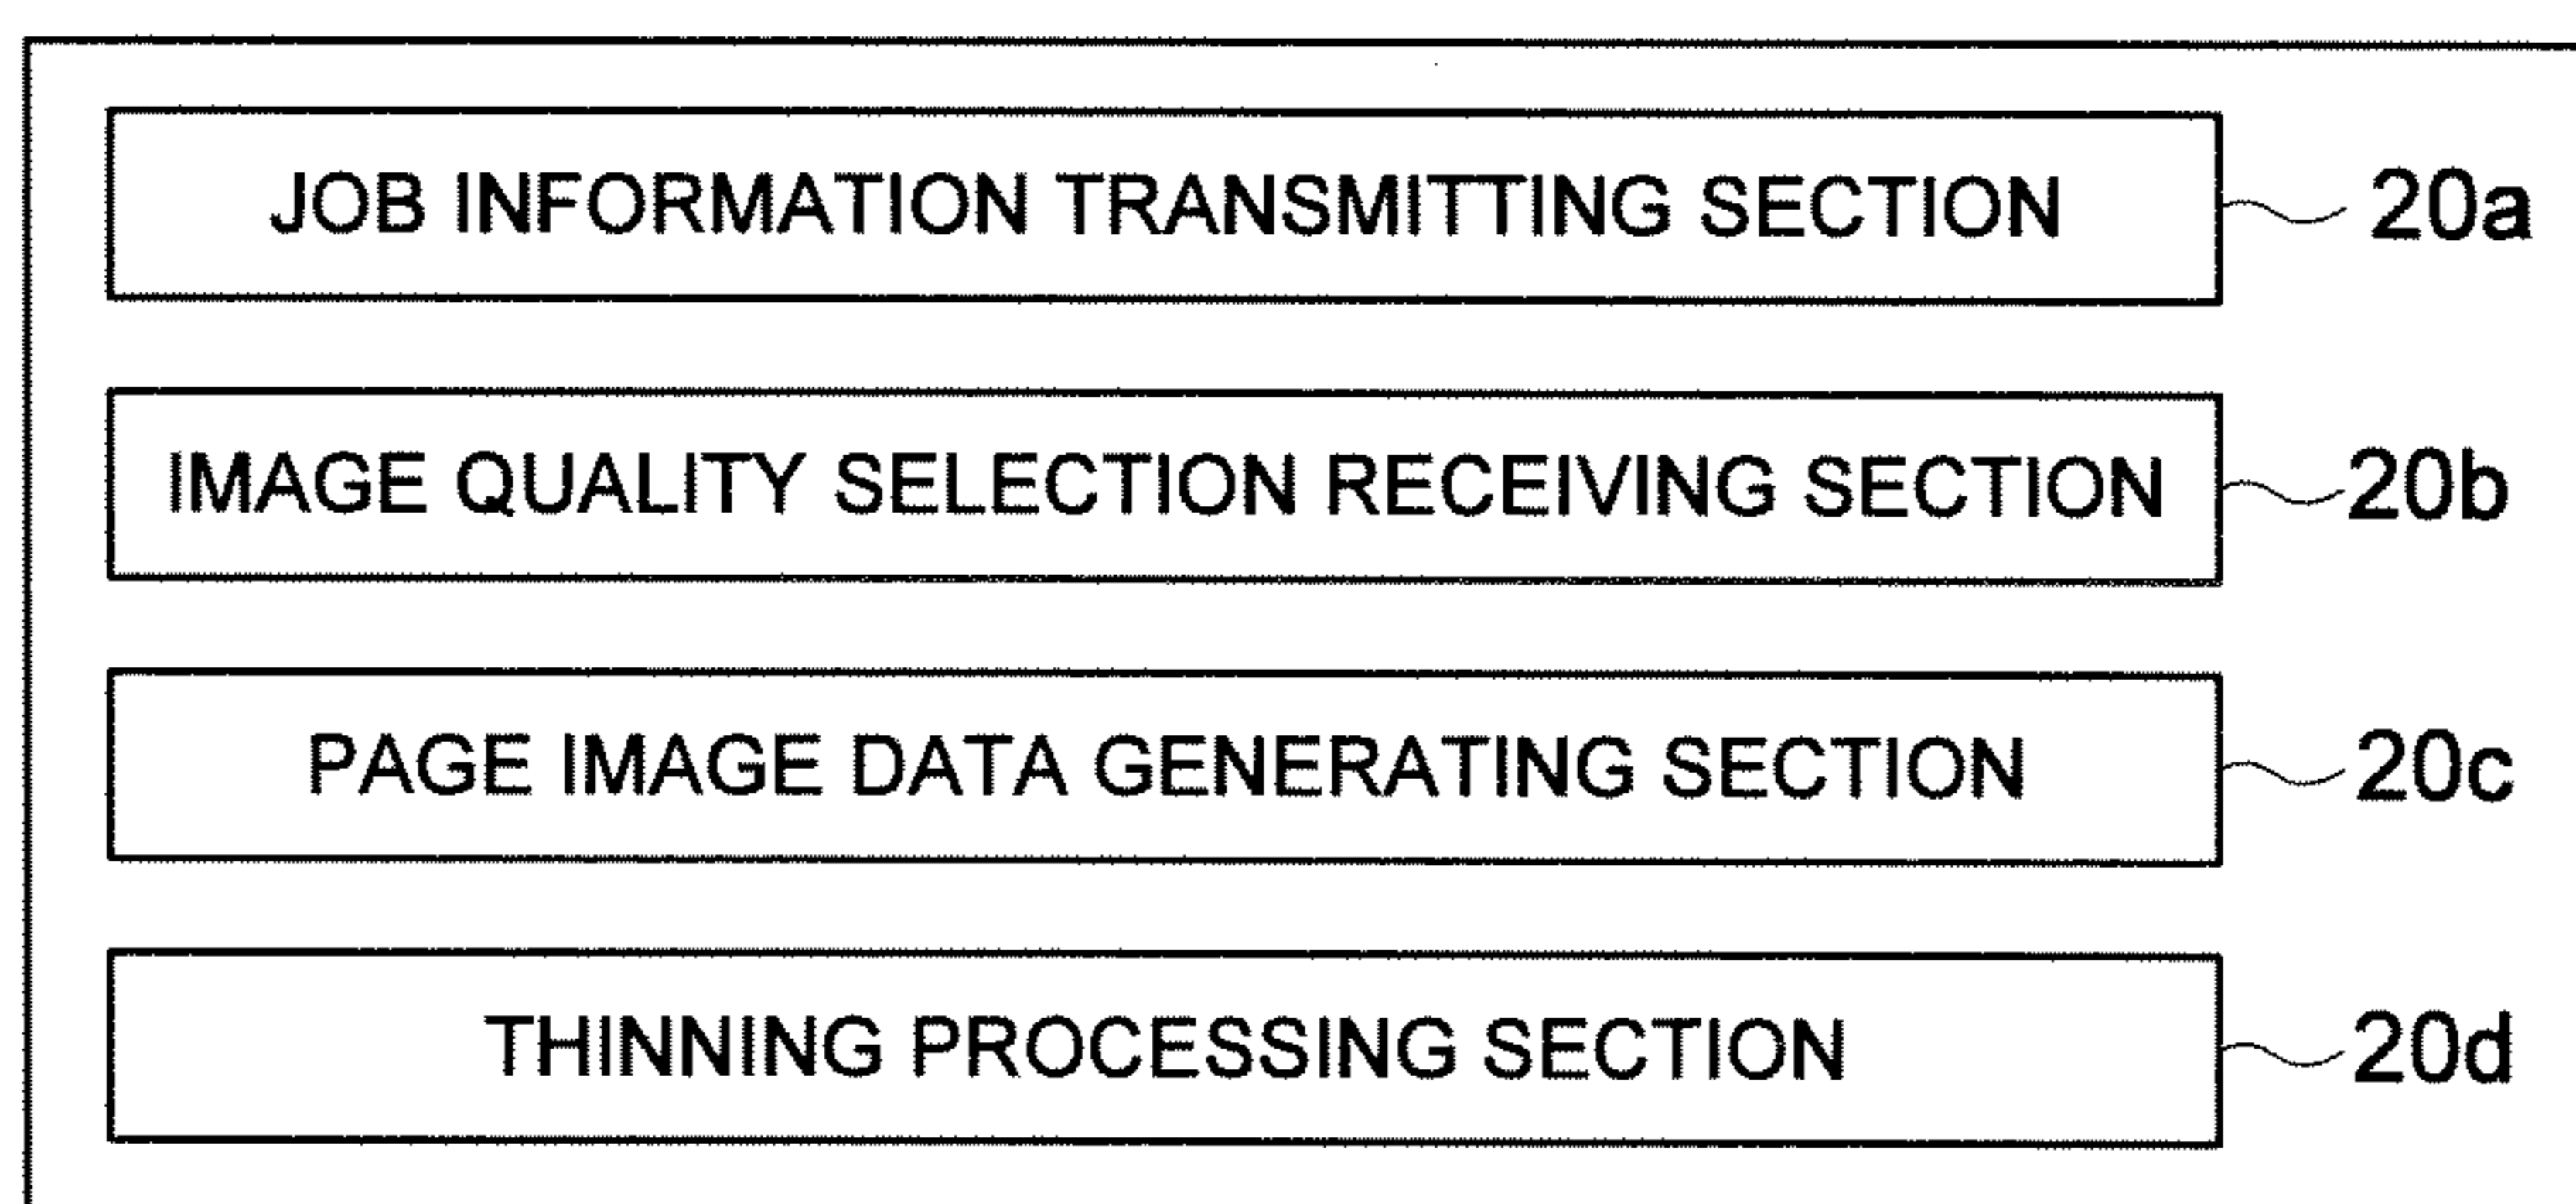 JOB INFORMATION TRANSMITTING SECTION 20a
IMAGE QUALITY SELECTION RECEIVING SECTION 20b
PAGE IMAGE DATA GENERATING SECTION 20c
THINNING PROCESSING SECTION 20d